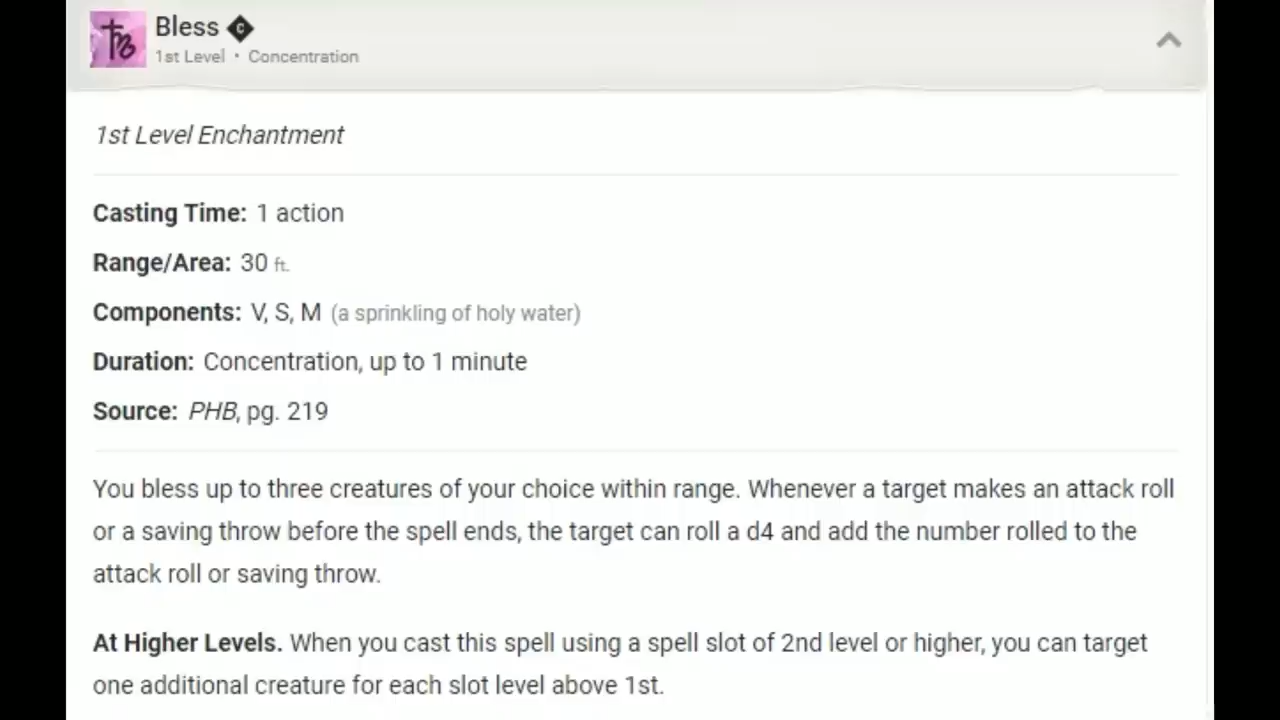 Bless C
1st Level • Concentration
1st Level Enchantment
Casting Time: 1 action
Range/Area: 30 ft.
Components: V, S, M (a sprinkling of holy water)
Duration: Concentration, up to 1 minute
Source: PHB, pg. 219
You bless up to three creatures of your choice within range. Whenever a target makes an attack roll
or a saving throw before the spell ends, the target can roll a d4 and add the number rolled to the
attack roll or saving throw.
At Higher Levels. When you cast this spell using a spell slot of 2nd level or higher, you can target
one additional creature for each slot level above 1st.